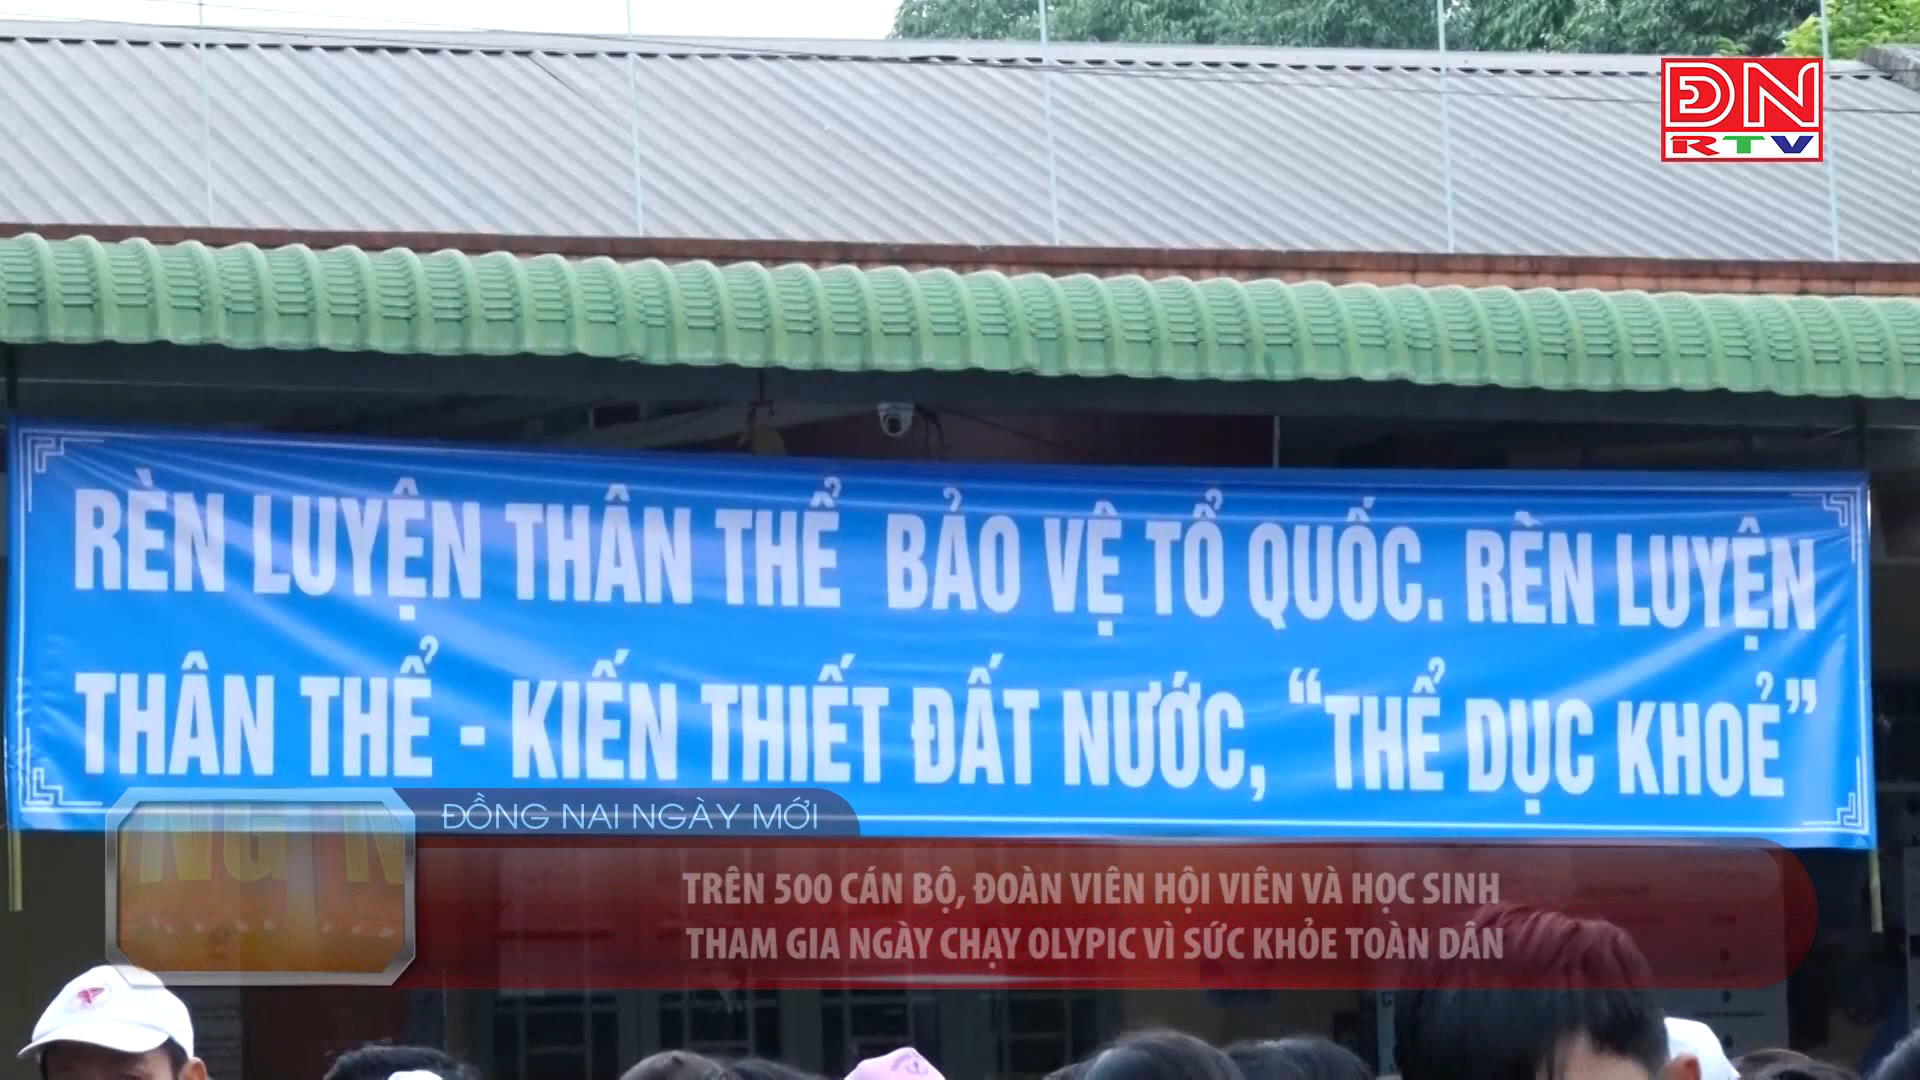 ĐN
RTV
RÈN LUYỆN THÂN THỂ BẢO VỆ TỔ QUỐC. RÈN LUYỆN
THÂN THỂ - KIẾN THIẾT ĐẤT NƯỚC, “THỂ DỤC KHOẺ”
ĐỒNG NAI NGÀY MỚI
NG N
TRÊN 500 CÁN BỘ, ĐOÀN VIÊN HỘI VIÊN VÀ HỌC SINH
THAM GIA NGÀY CHẠY OLYPIC VÌ SỨC KHỎE TOÀN DÂN